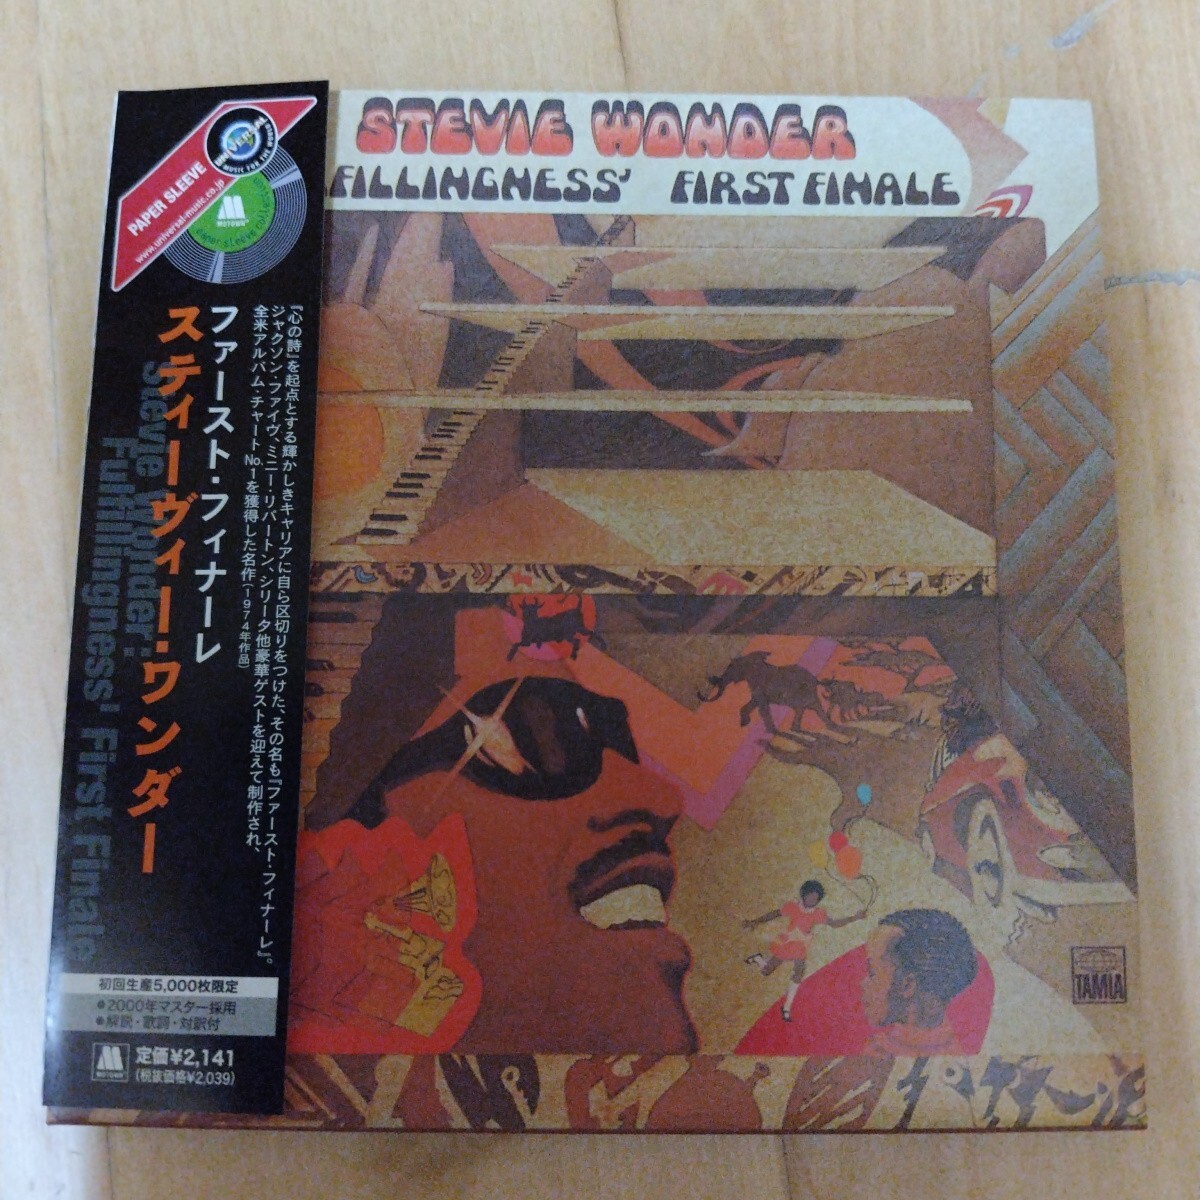 STEVIE WONDER
FILLINGNESS' FIRST FINALE
PAPER SLEEVE
www.universal-music.co.jp
UNIVERSAL
MOTOWN
paper sleeve collection
ファースト・フィナーレ
スティーヴィー・ワンダー
Stevie Wonder:
Fulfillingness' First Finale
『心の詩』を起点とする輝かしきキャリアに自ら区切りをつけた、その名も『ファースト・フィナーレ』。
ジャクソン・ファイヴ、ミニー・リパートン、シリータ他豪華ゲストを迎えて制作され、
全米アルバム・チャートNo.1を獲得した名作(1974年作品)
初回生産5,000枚限定
●2000年マスター採用
●解説・歌詞・対訳付
MOTOWN
定価¥2,141
(税抜価格¥2,039)
TAMLA